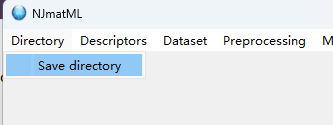 NJmatML
Directory Descriptors Dataset Preprocessing M
Save directory